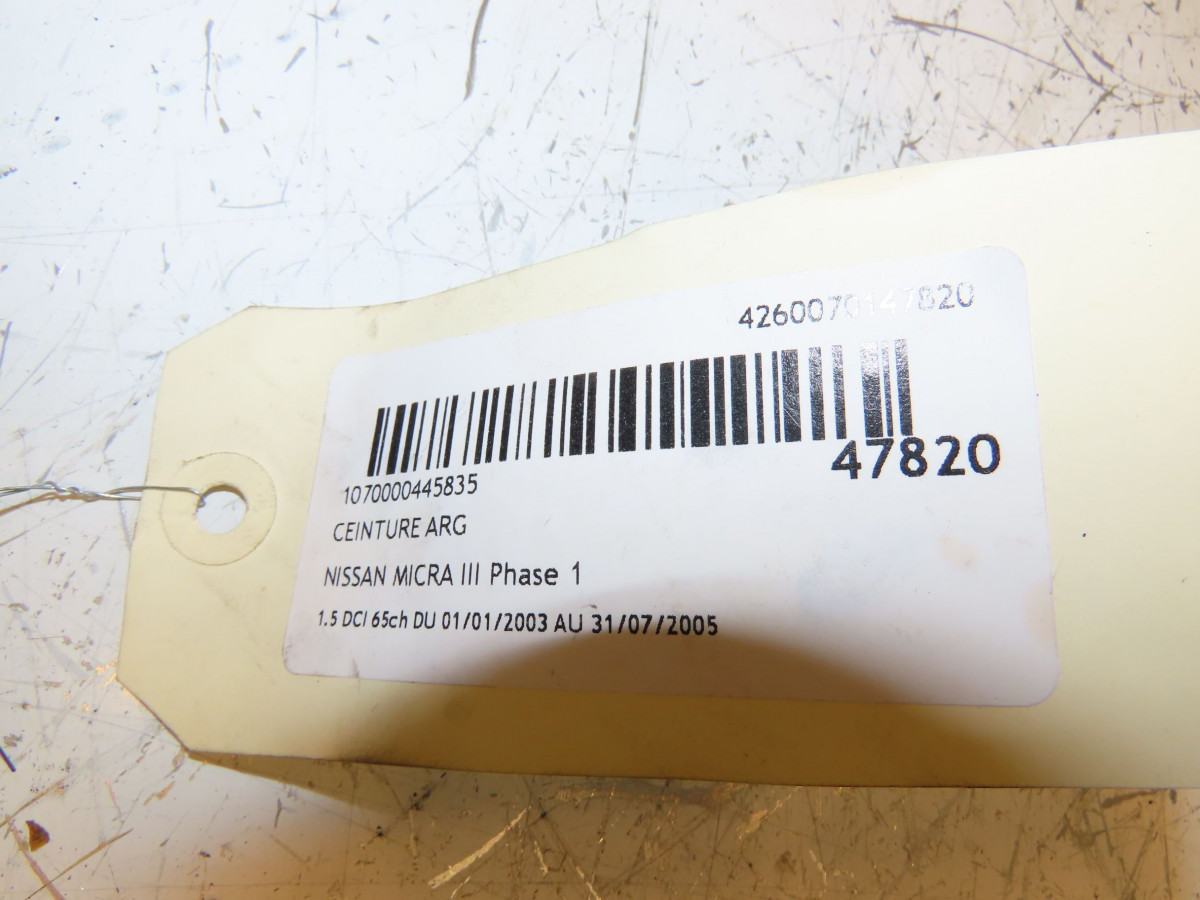 4260070147820
47820
1070000445835
CEINTURE ARG
NISSAN MICRA III Phase 1
1.5 DCI 65ch DU 01/01/2003 AU 31/07/2005